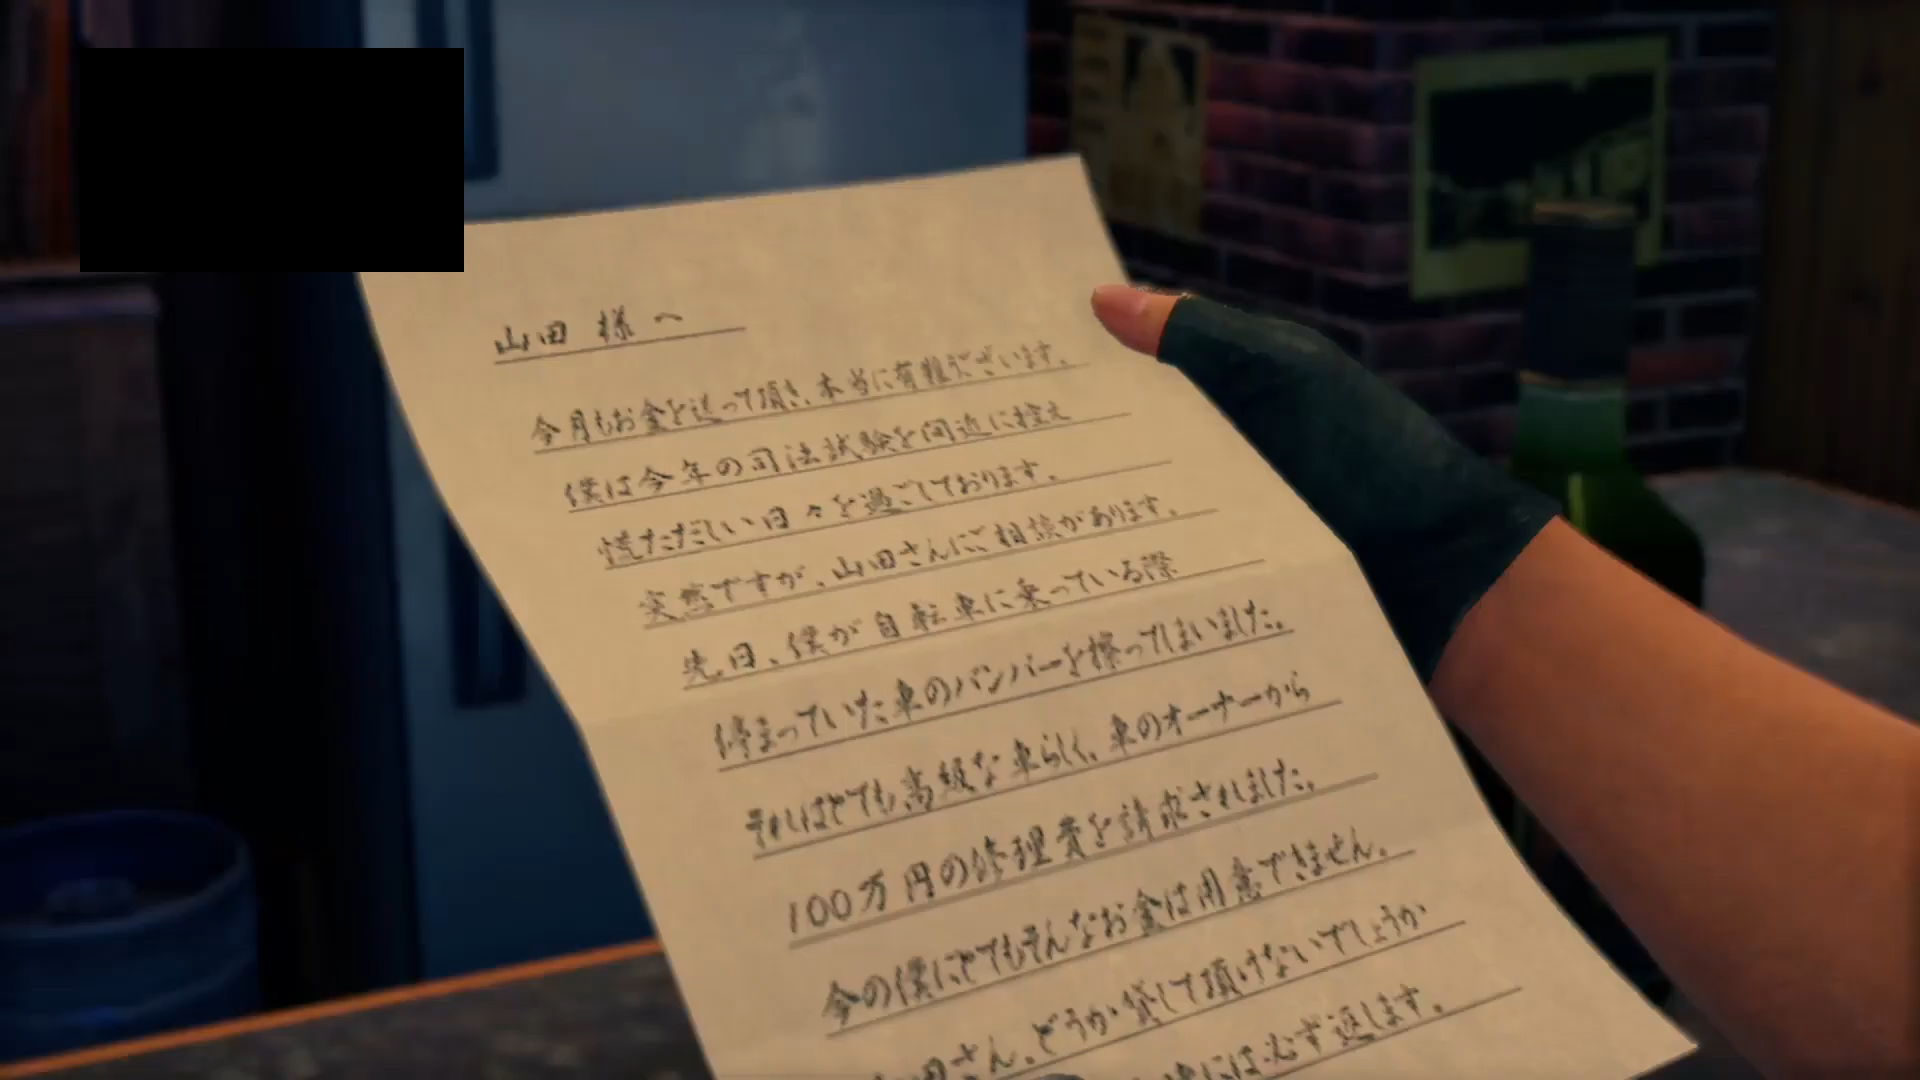 山田 様へ
今月もお金を送って頂き、本当に有難うございます。
僕は今年の司法試験を間近に控え
慌ただしい日々を過ごしております。
突然ですが、山田さんにご相談があります。
先日、僕が自転車に乗っている際
停まっていた車のバンパーを擦ってしまいました。
それはとても高級な車らしく、車のオーナーから
100万円の修理費を請求されました。
今の僕にとてもそんなお金は用意できません。
田さん、どうか貸して頂けないでしょうか
には必ず返します。